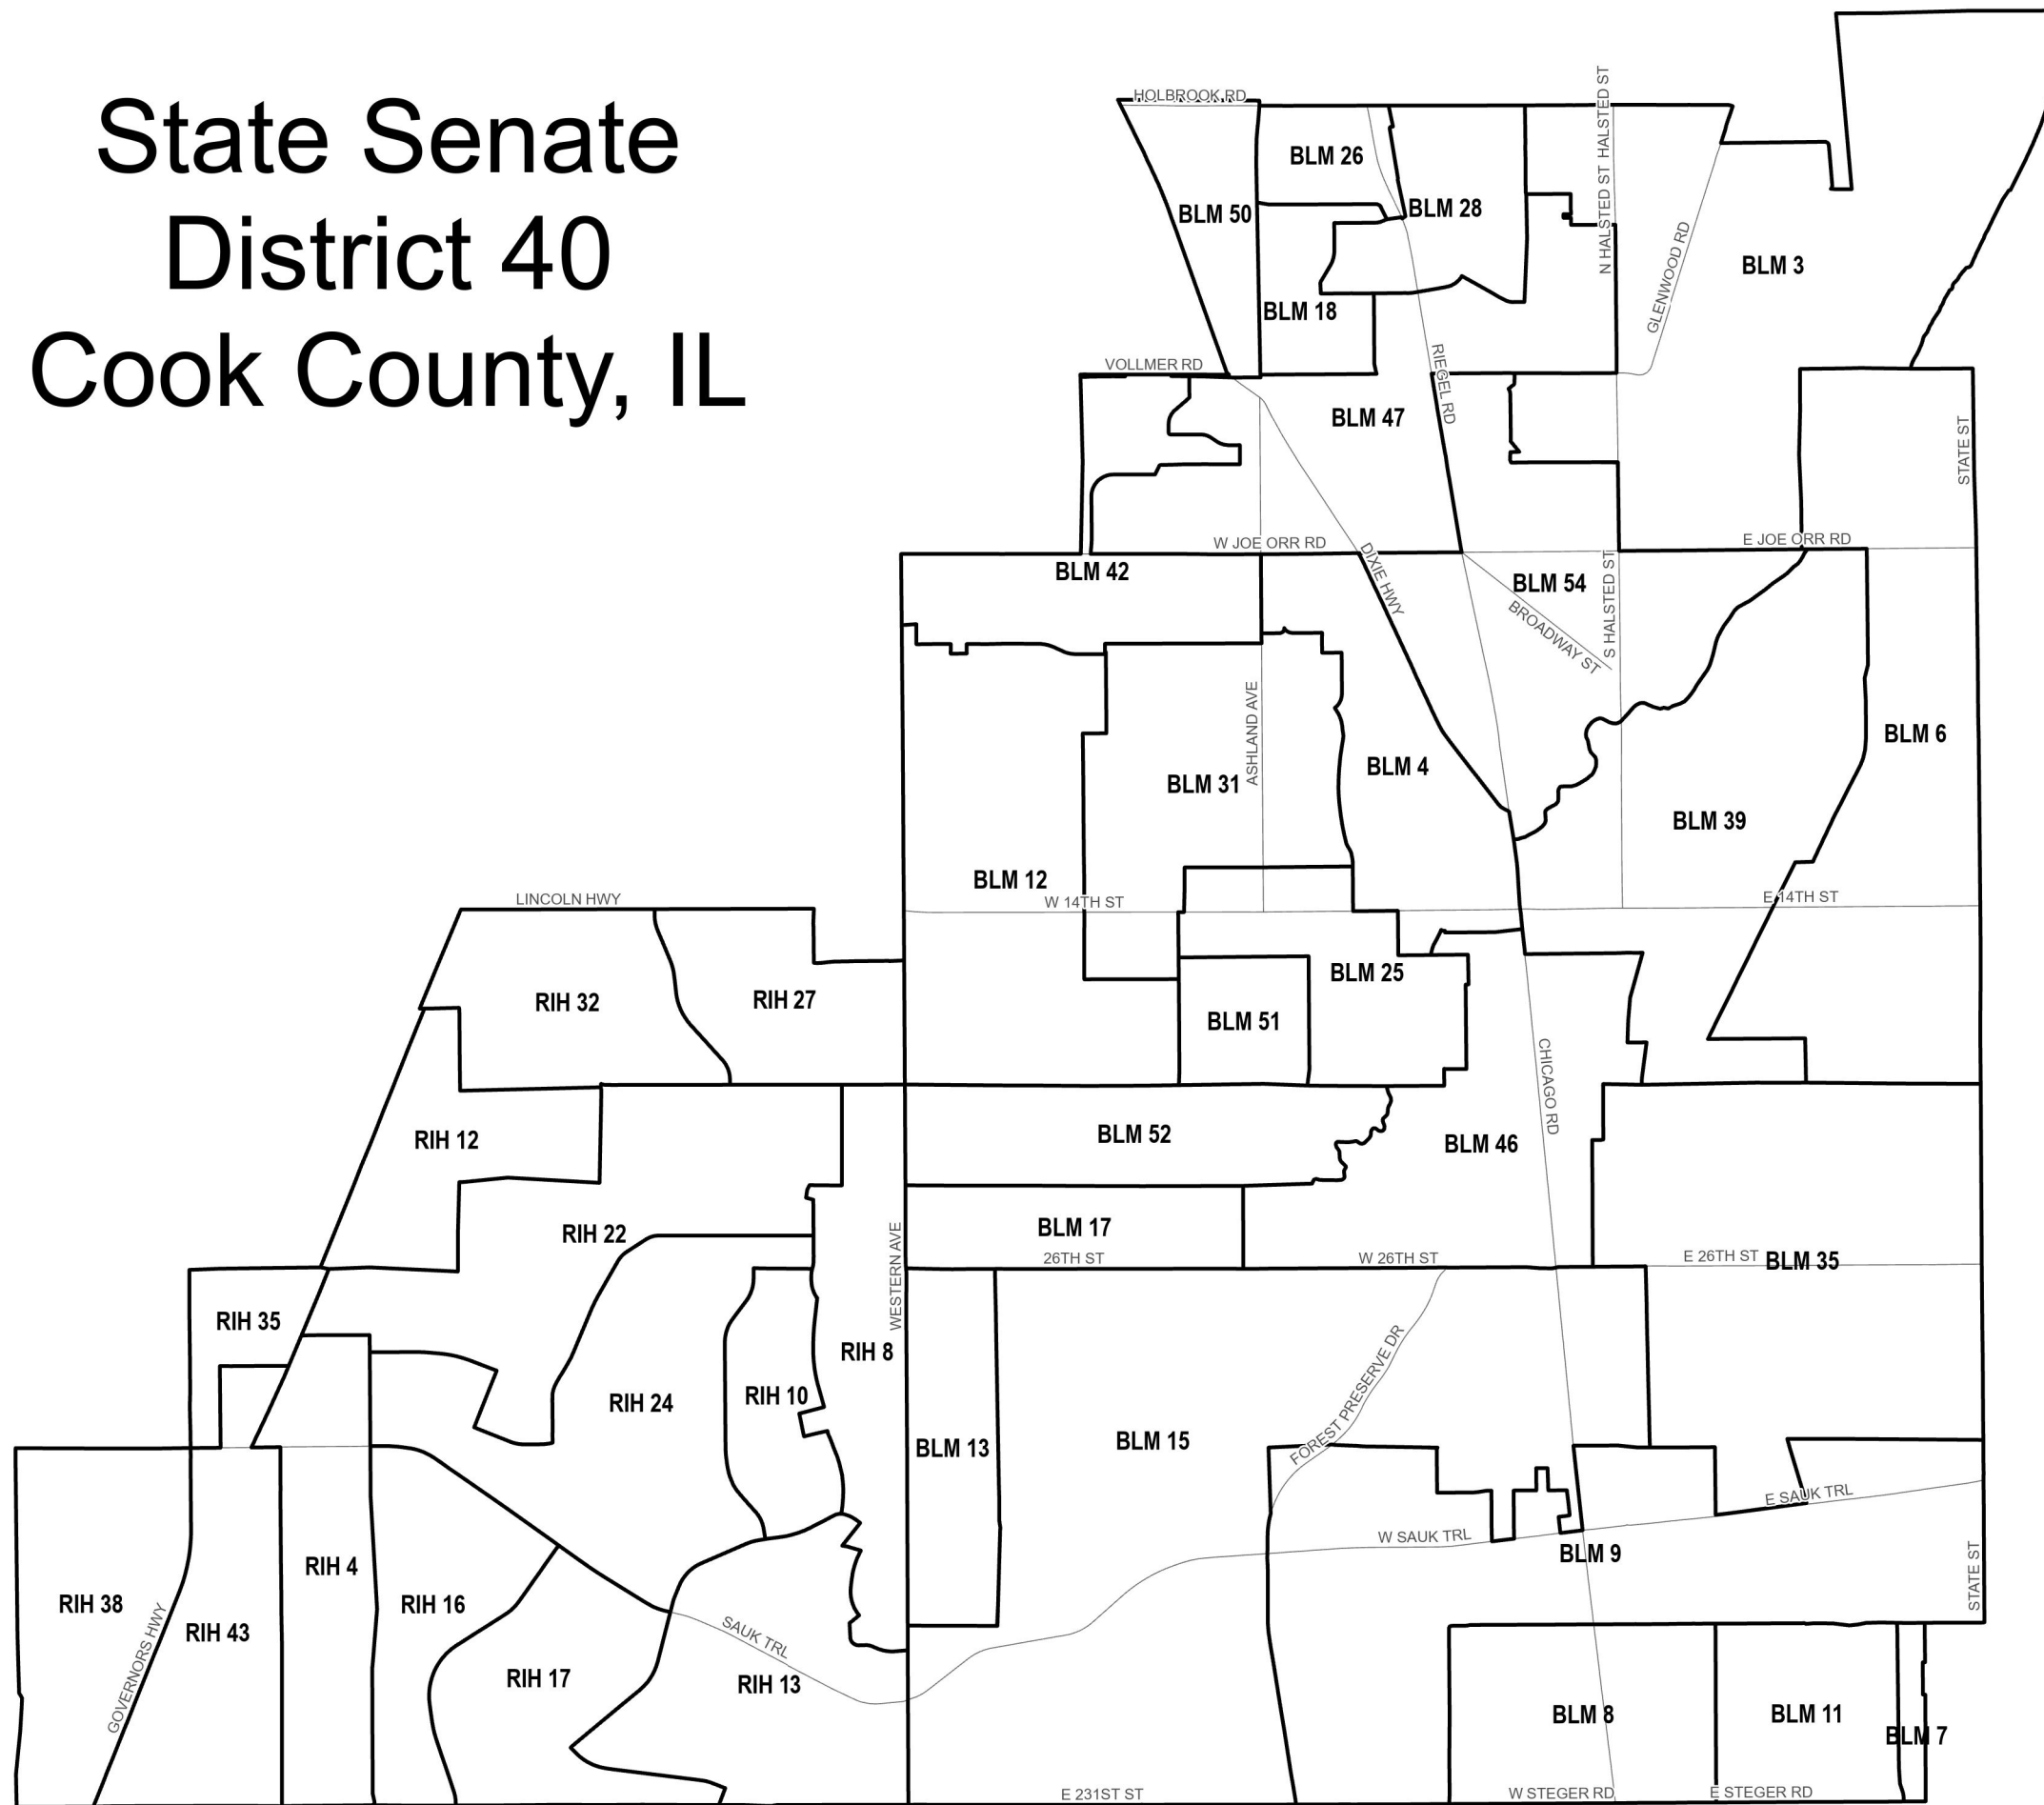 State Senate
District 40
Cook County, IL
HOLBROOK RD
N HALSTED ST HALSTED ST
BLM 26
BLM 50
BLM 28
GLENWOOD RD
BLM 3
BLM 18
VOLLMER RD
RIEGEL RD
BLM 47
STATE ST
W JOE ORR RD
E JOE ORR RD
BLM 42
DIXIE HWY
BLM 54
BROADWAY ST
S HALSTED ST
ASHLAND AVE
BLM 6
BLM 31
BLM 4
BLM 39
BLM 12
LINCOLN HWY
W 14TH ST
E 14TH ST
RIH 32
RIH 27
BLM 25
BLM 51
CHICAGO RD
RIH 12
BLM 52
BLM 46
RIH 22
BLM 17
WESTERN AVE
26TH ST
W 26TH ST
E 26TH ST
BLM 35
RIH 35
RIH 8
FOREST PRESERVE DR
RIH 24
RIH 10
BLM 13
BLM 15
E SAUK TRL
W SAUK TRL
BLM 9
RIH 4
STATE ST
RIH 38
GOVERNORS HWY
RIH 43
RIH 16
SAUK TRL
RIH 17
RIH 13
BLM 8
BLM 11
BLM 7
E 231ST ST
W STEGER RD
E STEGER RD